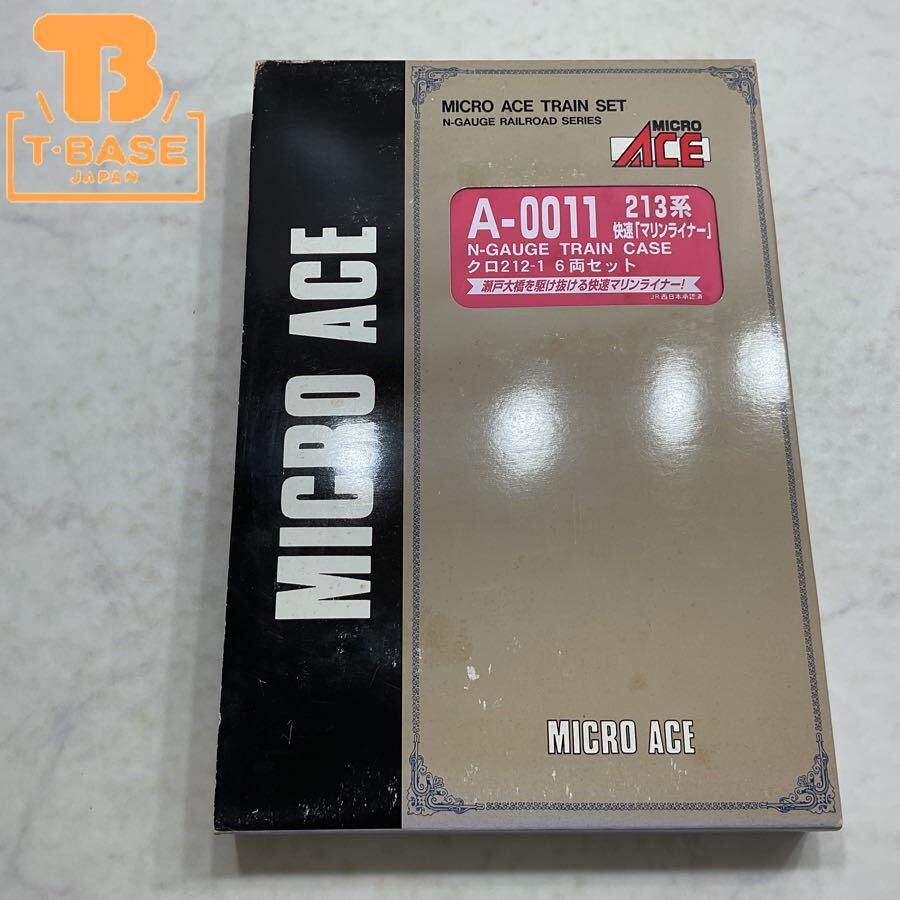 T·BASE
JAPAN
MICRO ACE
MICRO ACE TRAIN SET
N-GAUGE RAILROAD SERIES
MICRO
ACE
A-0011 213系
快速「マリンライナー」
N-GAUGE TRAIN CASE
クロ212-1 6両セット
瀬戸大橋を駆け抜ける快速マリンライナー!
JR西日本承認済
MICRO ACE